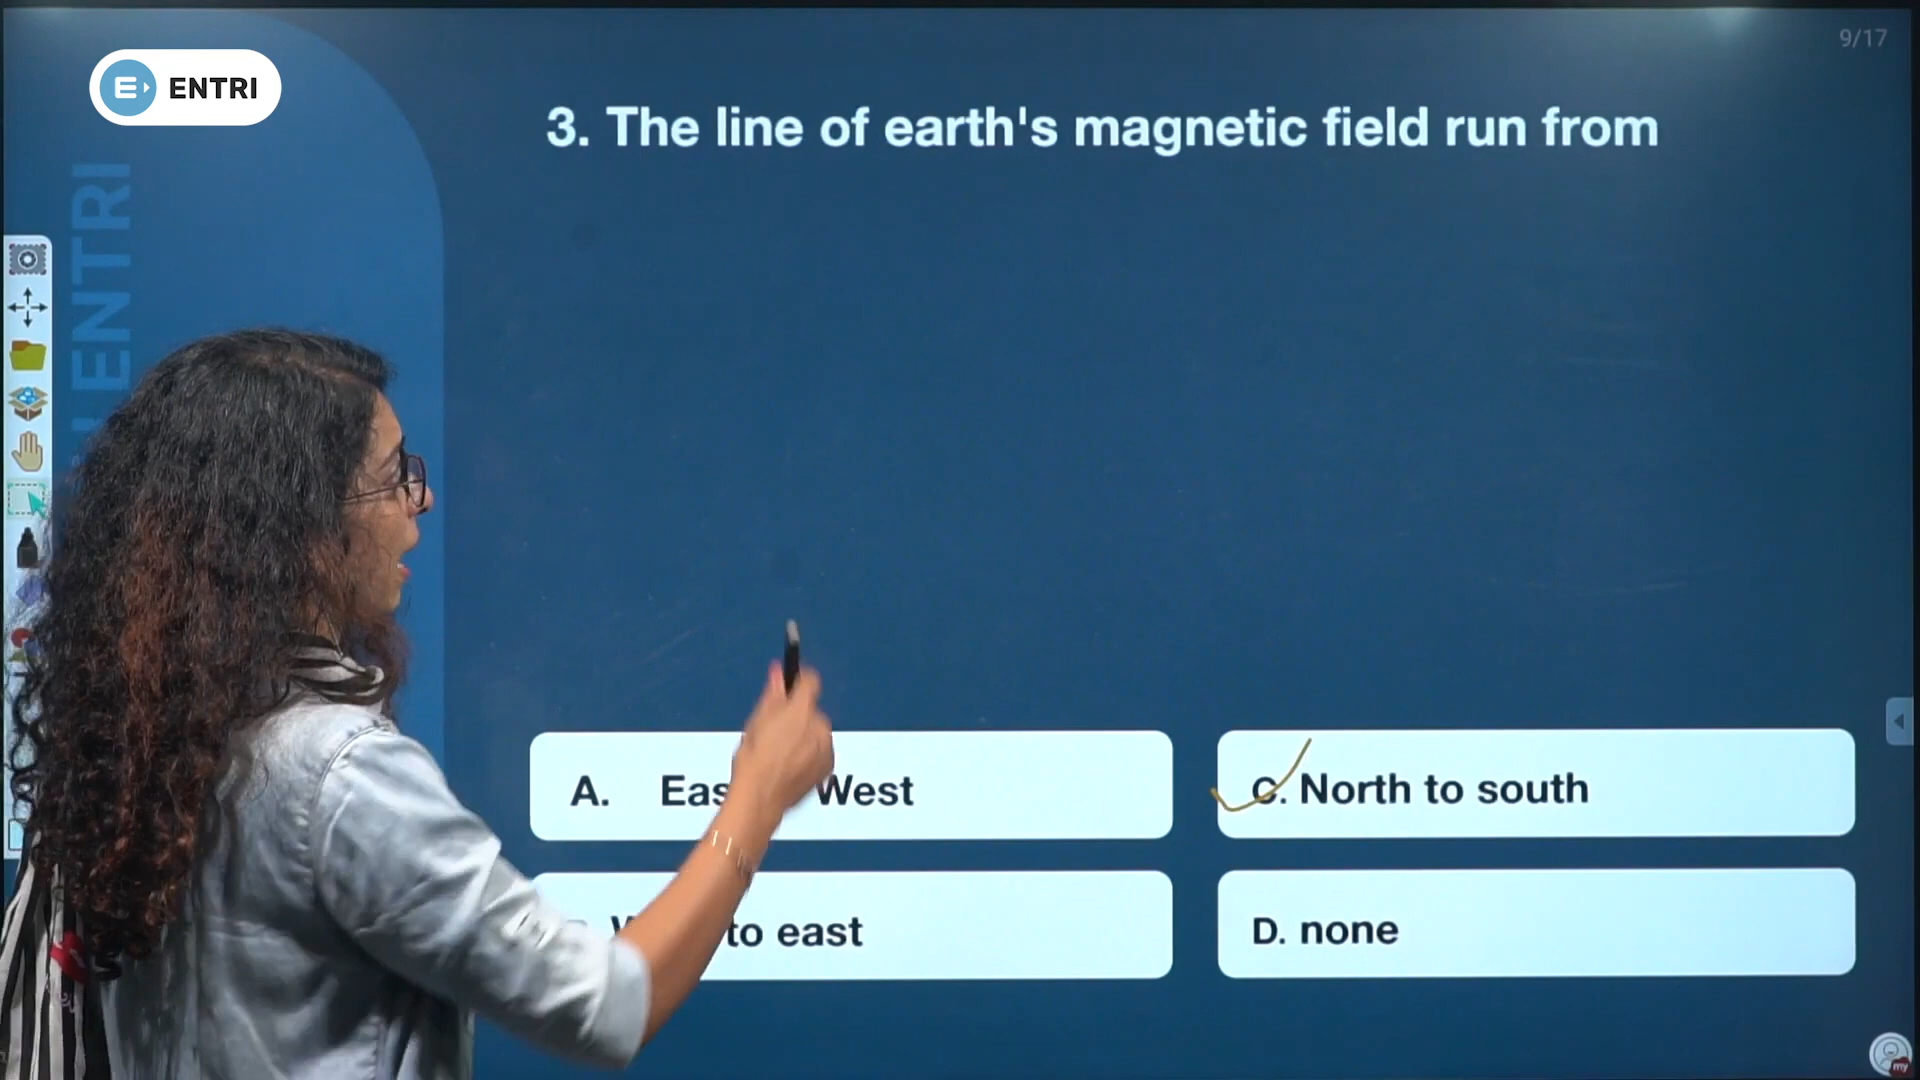 9/17
ENTRI
ENTRI
3. The line of earth's magnetic field run from
A. West
C. North to south
to east
D. none